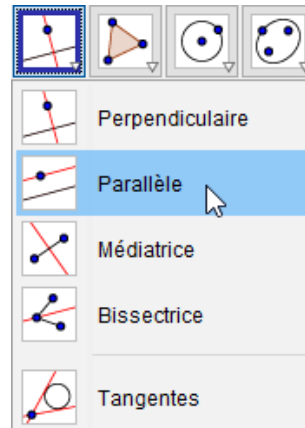 Perpendiculaire
Parallèle
Médiatrice
Bissectrice
Tangentes